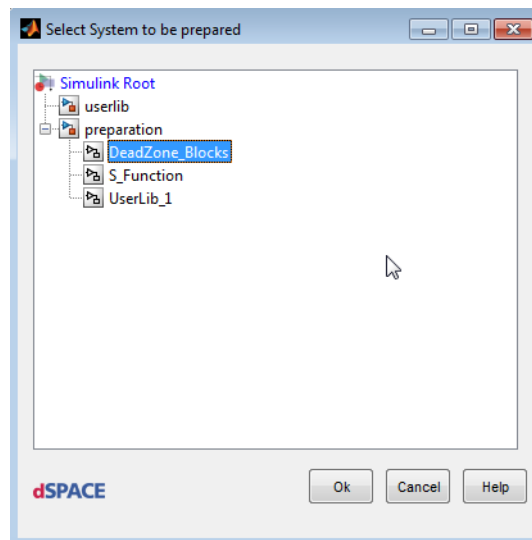 Select System to be prepared
Simulink Root
userlib
preparation
DeadZone_Blocks
S_Function
UserLib_1
dSPACE
Ok
Cancel
Help